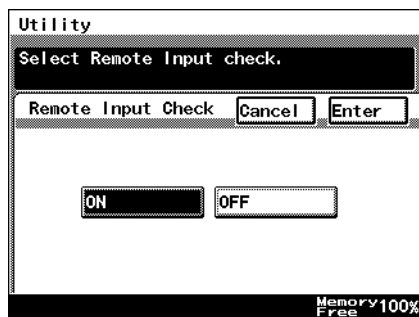 Utility
Select Remote Input check.
Remote Input Check Cancel Enter
ON OFF
Memory
Free 100%